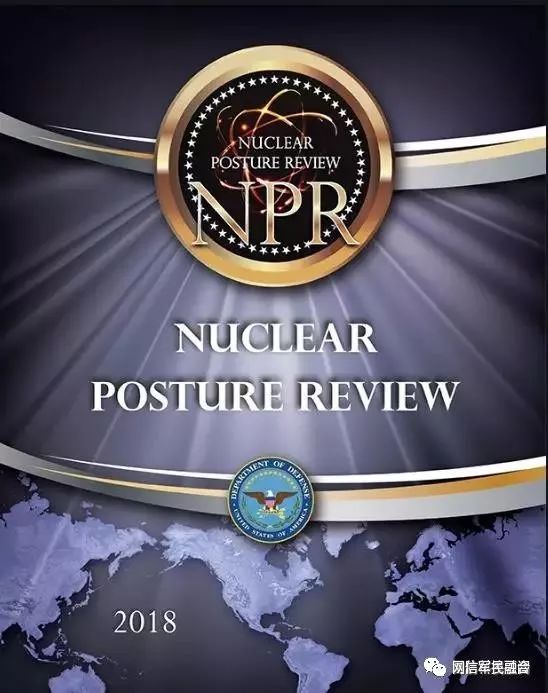 NUCLEAR
POSTURE REVIEW
NPR
NUCLEAR
POSTURE REVIEW
DEPARTMENT OF DEFENSE
UNITED STATES OF AMERICA
2018
网信军民融合